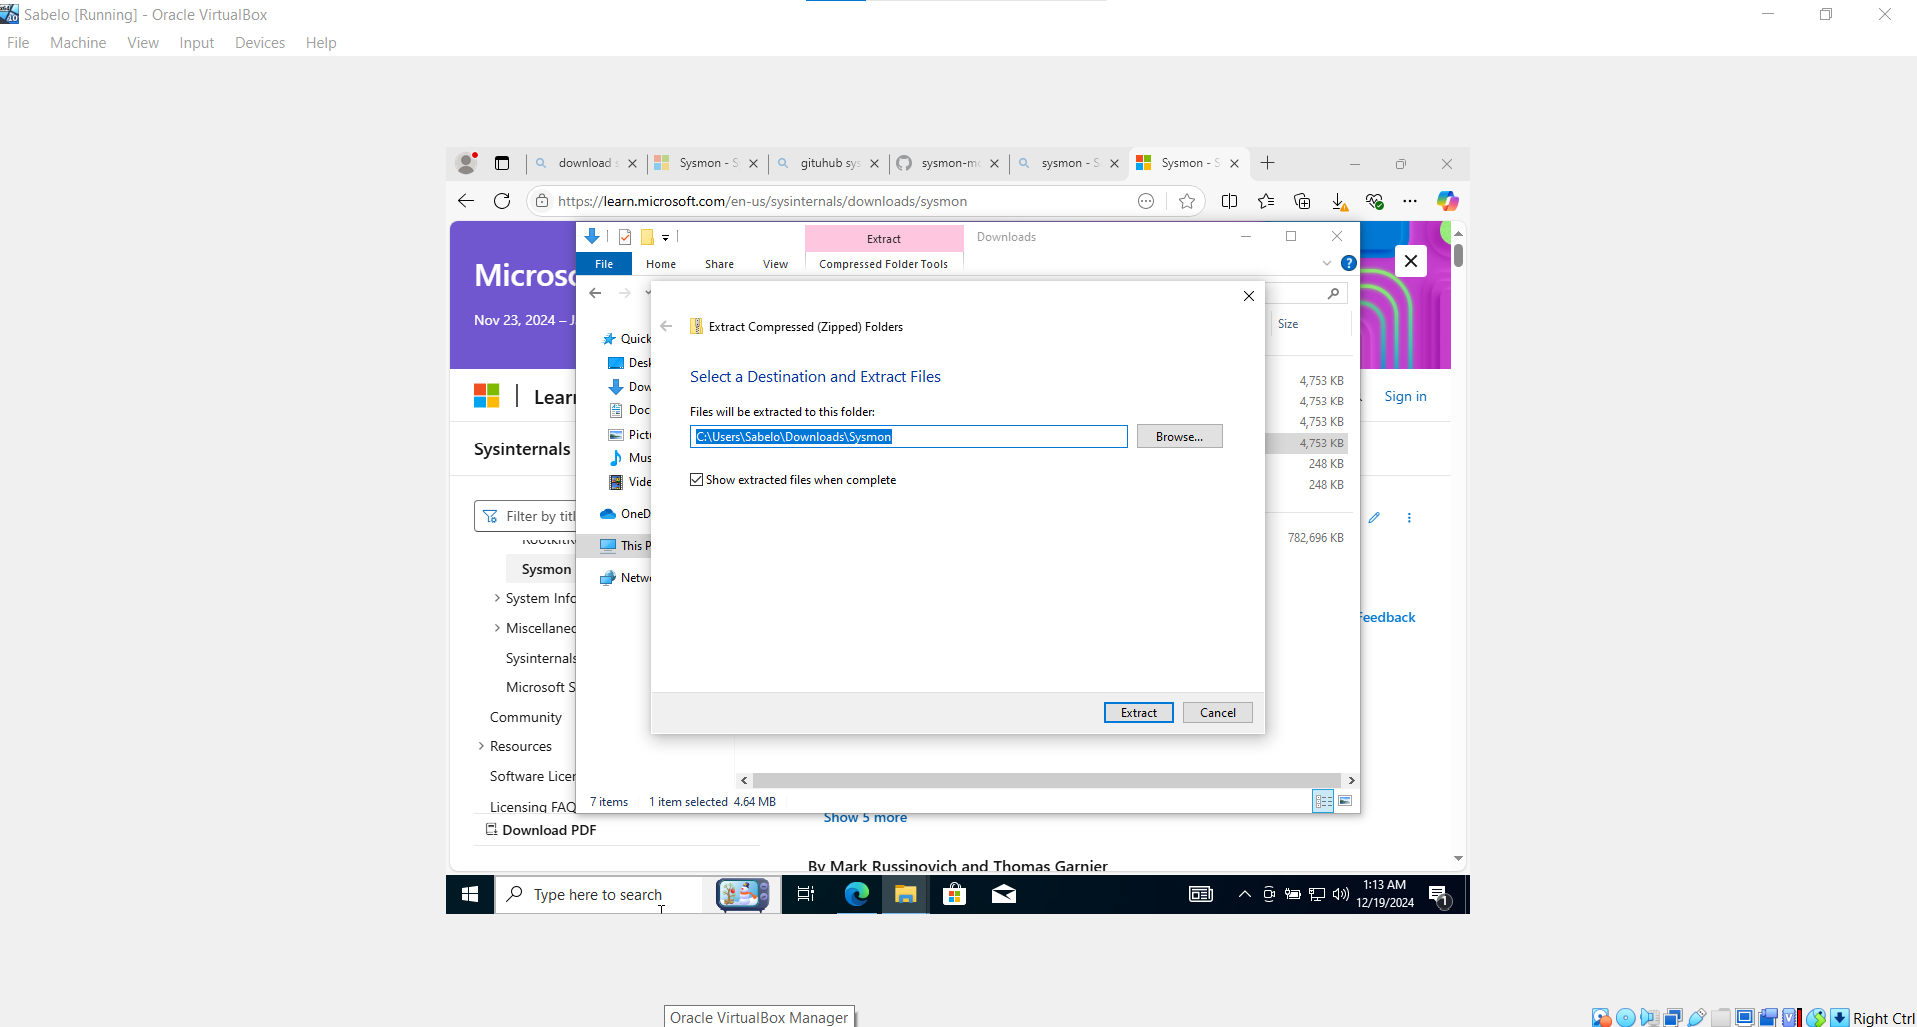 Sabelo [Running] - Oracle VirtualBox
File Machine View Input Devices Help
download s
Sysmon - S
gituhub sys
sysmon-mo
sysmon - S
Sysmon - S
https://learn.microsoft.com/en-us/sysinternals/downloads/sysmon
Extract
Downloads
File Home Share View Compressed Folder Tools
Microso
Nov 23, 2024 – J
Learn
Sign in
Sysinternals
Filter by titl
Sysmon
System Info
Miscellaneo
Sysinternals
Microsoft S
Community
Resources
Software Licen
Licensing FAQ
Download PDF
Quick
Desk
Dow
Doc
Pictu
Mus
Vide
OneD
This P
Netwo
Size
4,753 KB
4,753 KB
4,753 KB
4,753 KB
248 KB
248 KB
782,696 KB
Extract Compressed (Zipped) Folders
Select a Destination and Extract Files
Files will be extracted to this folder:
C:\Users\Sabelo\Downloads\Sysmon
Browse...
Show extracted files when complete
Extract
Cancel
Feedback
7 items 1 item selected 4.64 MB
Show 5 more
By Mark Russinovich and Thomas Garnier
Type here to search
1:13 AM
12/19/2024
1
Oracle VirtualBox Manager
Right Ctrl